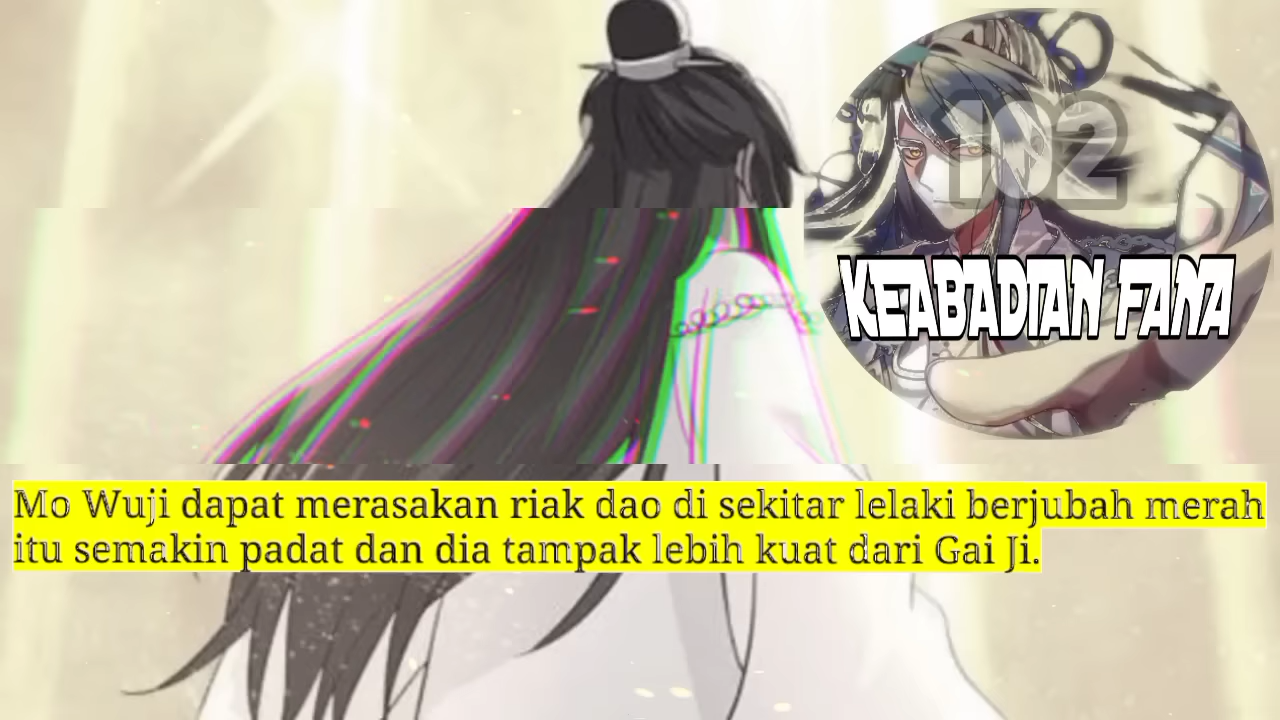 102
KEABADIAN FANA
Mo Wuji dapat merasakan riak dao di sekitar lelaki berjubah merah
itu semakin padat dan dia tampak lebih kuat dari Gai Ji.